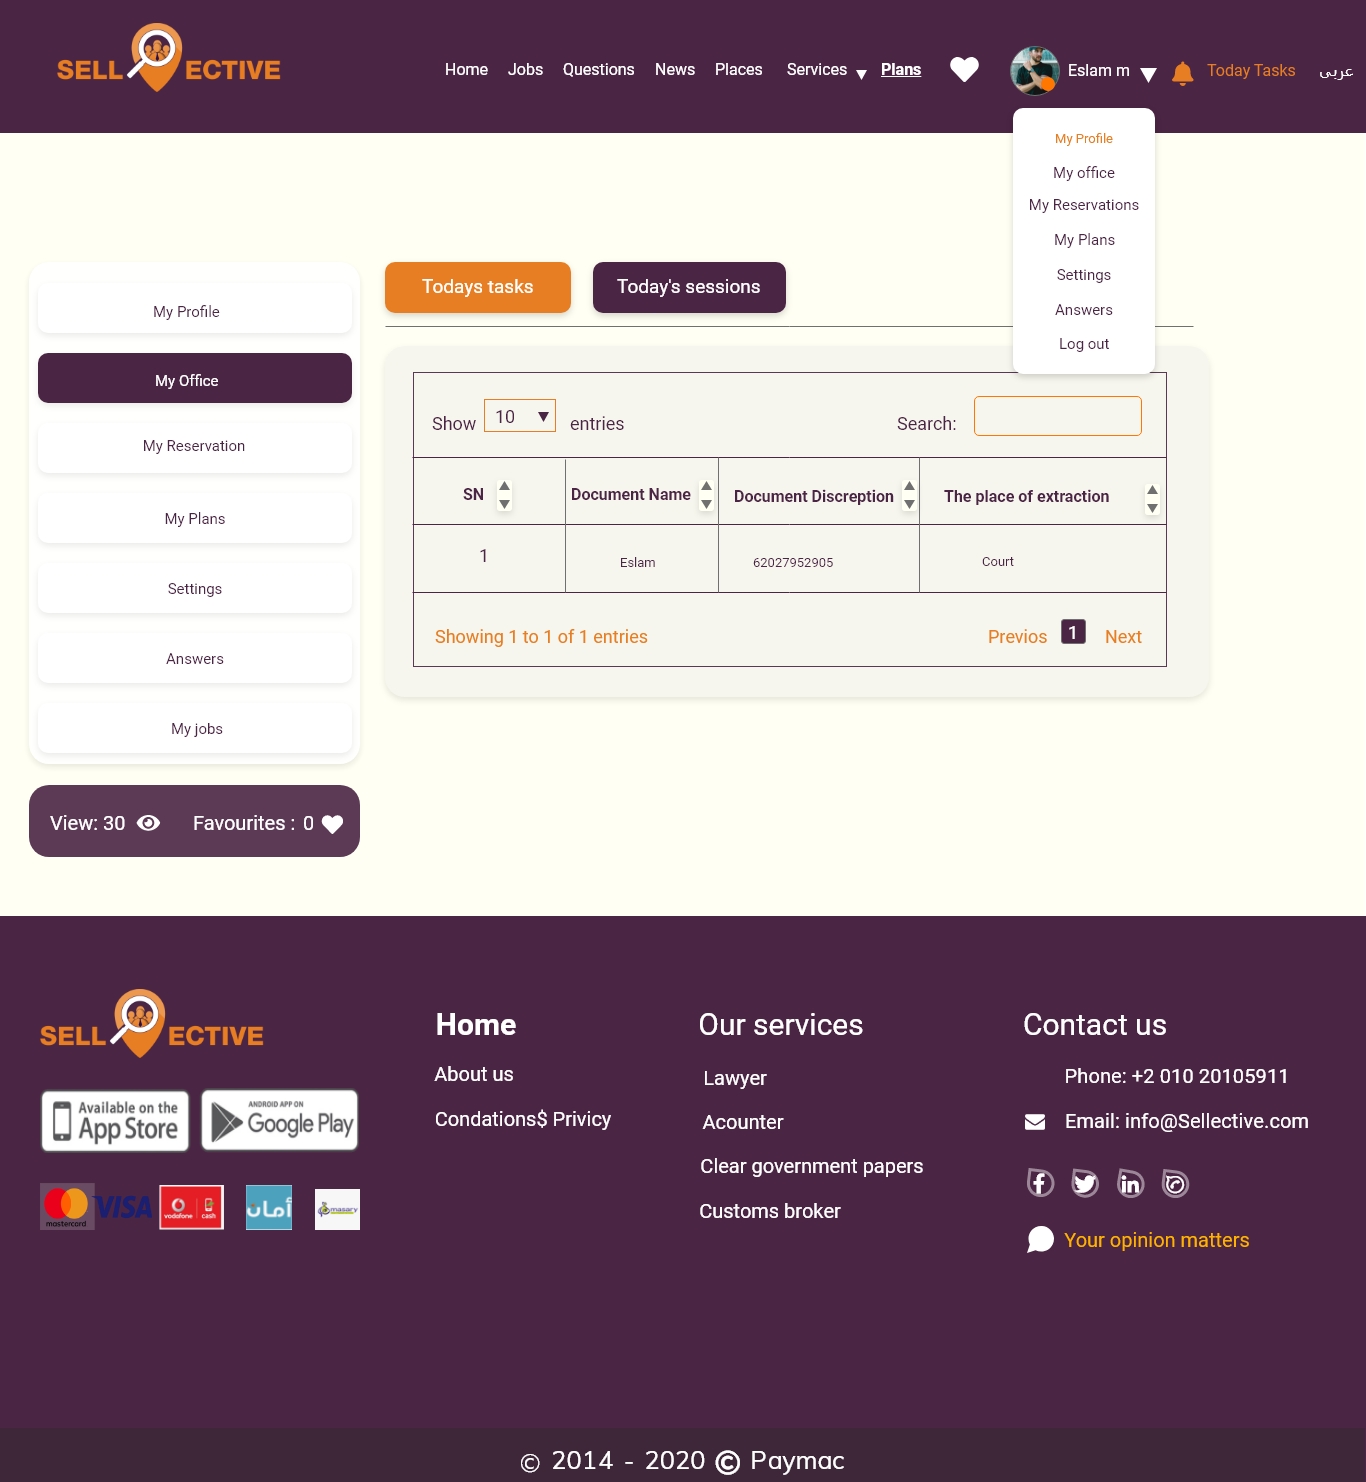 SELL ECTIVE
Home Jobs Questions News Places Services Plans Eslam m Today Tasks عربى
My Profile
My office
My Reservations
My Plans
Settings
Answers
Log out
My Profile
My Office
My Reservation
My Plans
Settings
Answers
My jobs
View: 30 Favourites : 0
Todays tasks Today's sessions
Show 10 entries Search:
SN Document Name Document Discreption The place of extraction
1 Eslam 62027952905 Court
Showing 1 to 1 of 1 entries Previos 1 Next
SELL ECTIVE
Available on the
App Store
ANDROID APP ON
Google Play
mastercard VISA vodafone cash أمان masary
Home
About us
Condations$ Privicy
Our services
Lawyer
Acounter
Clear government papers
Customs broker
Contact us
Phone: +2 010 20105911
Email: info@Sellective.com
Your opinion matters
© 2014 - 2020 © Paymac